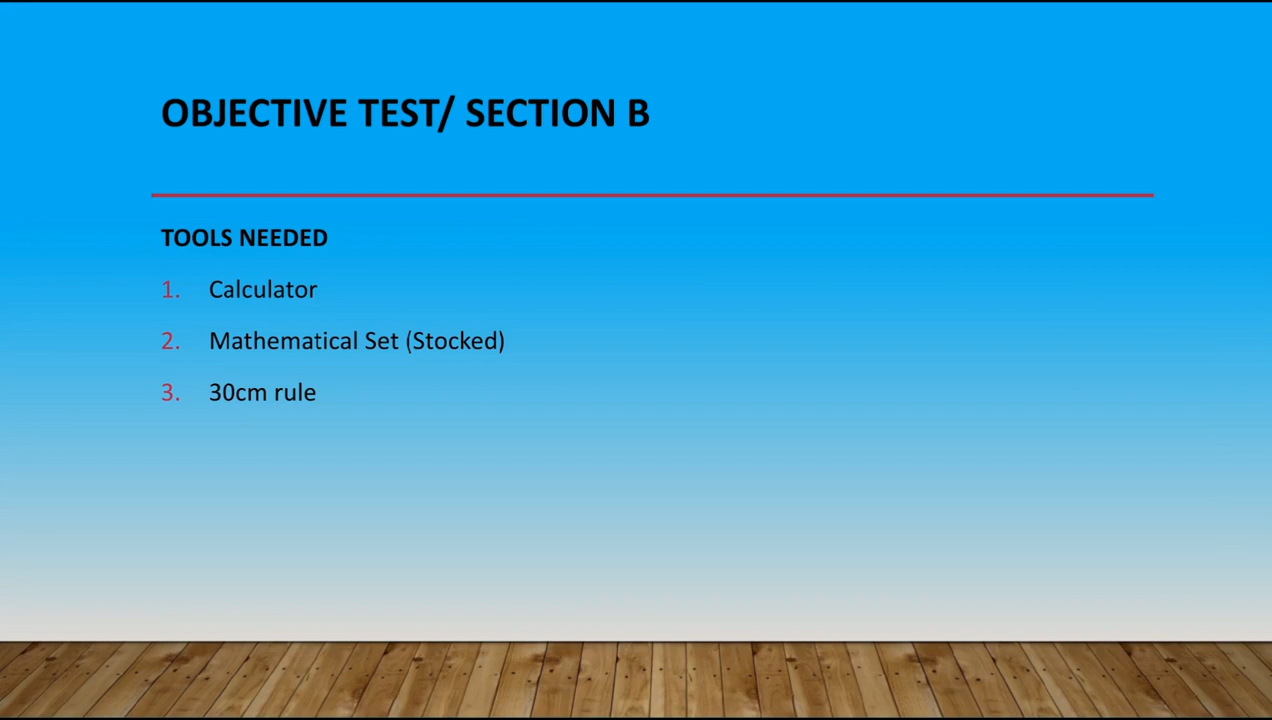 OBJECTIVE TEST/ SECTION B
TOOLS NEEDED
1. Calculator
2. Mathematical Set (Stocked)
3. 30cm rule